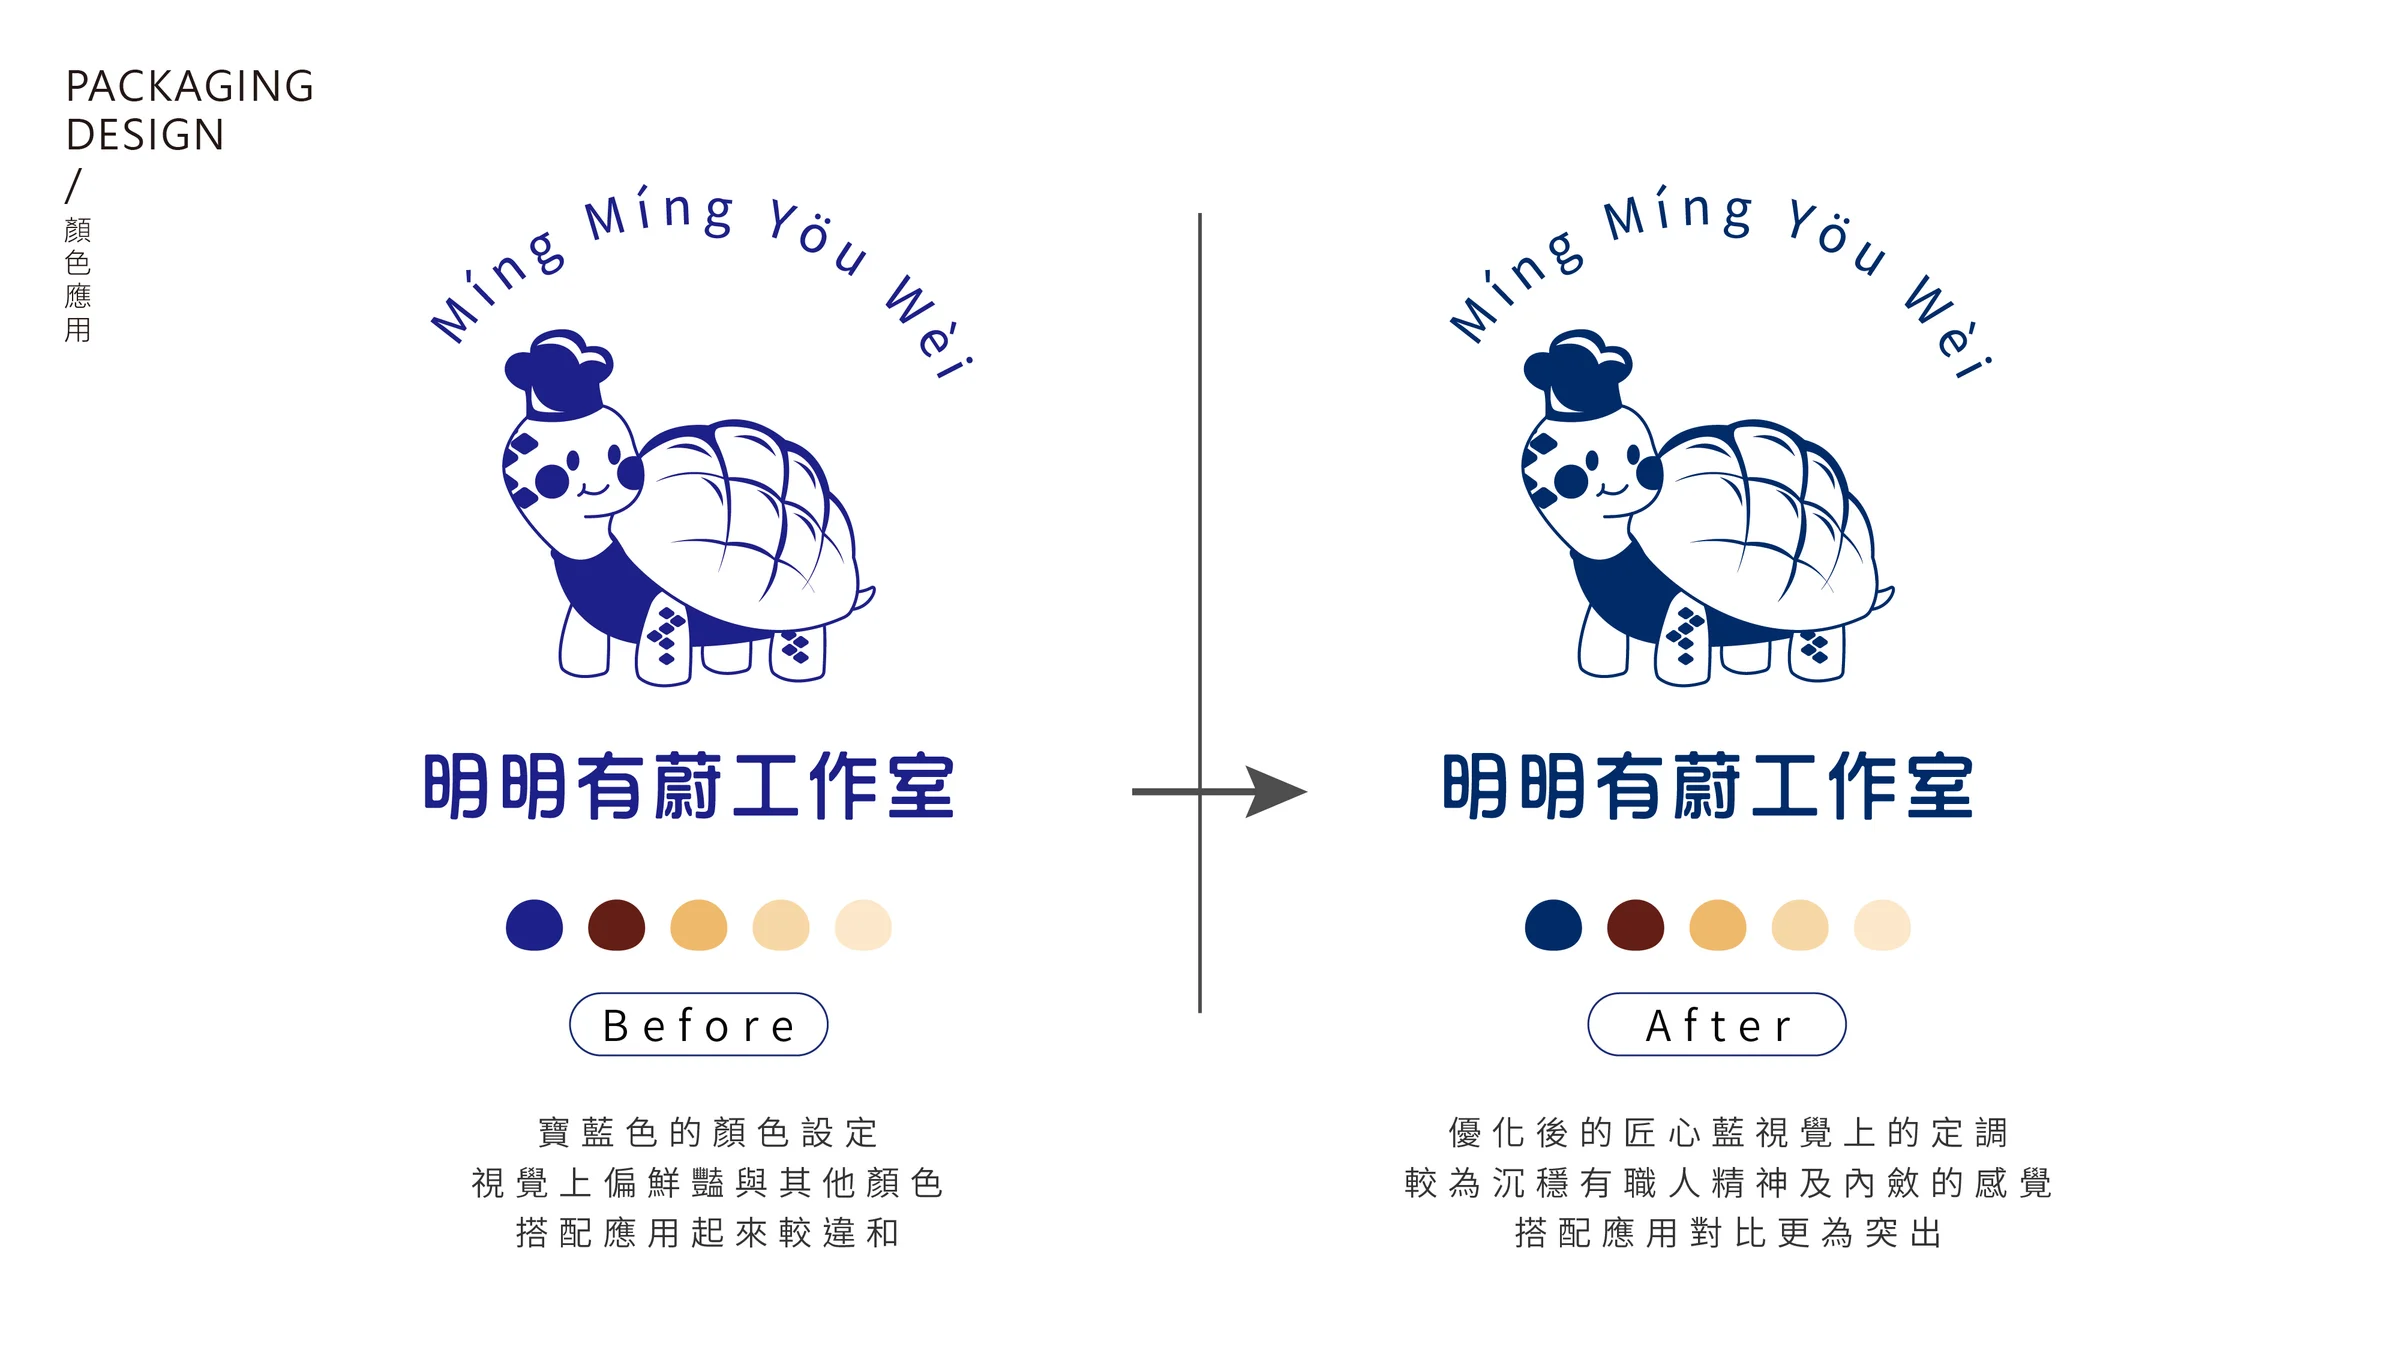 PACKAGING
DESIGN
/
顏色應用
Míng Míng Yöu Wèi
明明有蔚工作室
Before
寶藍色的顏色設定
視覺上偏鮮豔與其他顏色
搭配應用起來較違和
Míng Míng Yöu Wèi
明明有蔚工作室
After
優化後的匠心藍視覺上的定調
較為沉穩有職人精神及內斂的感覺
搭配應用對比更為突出